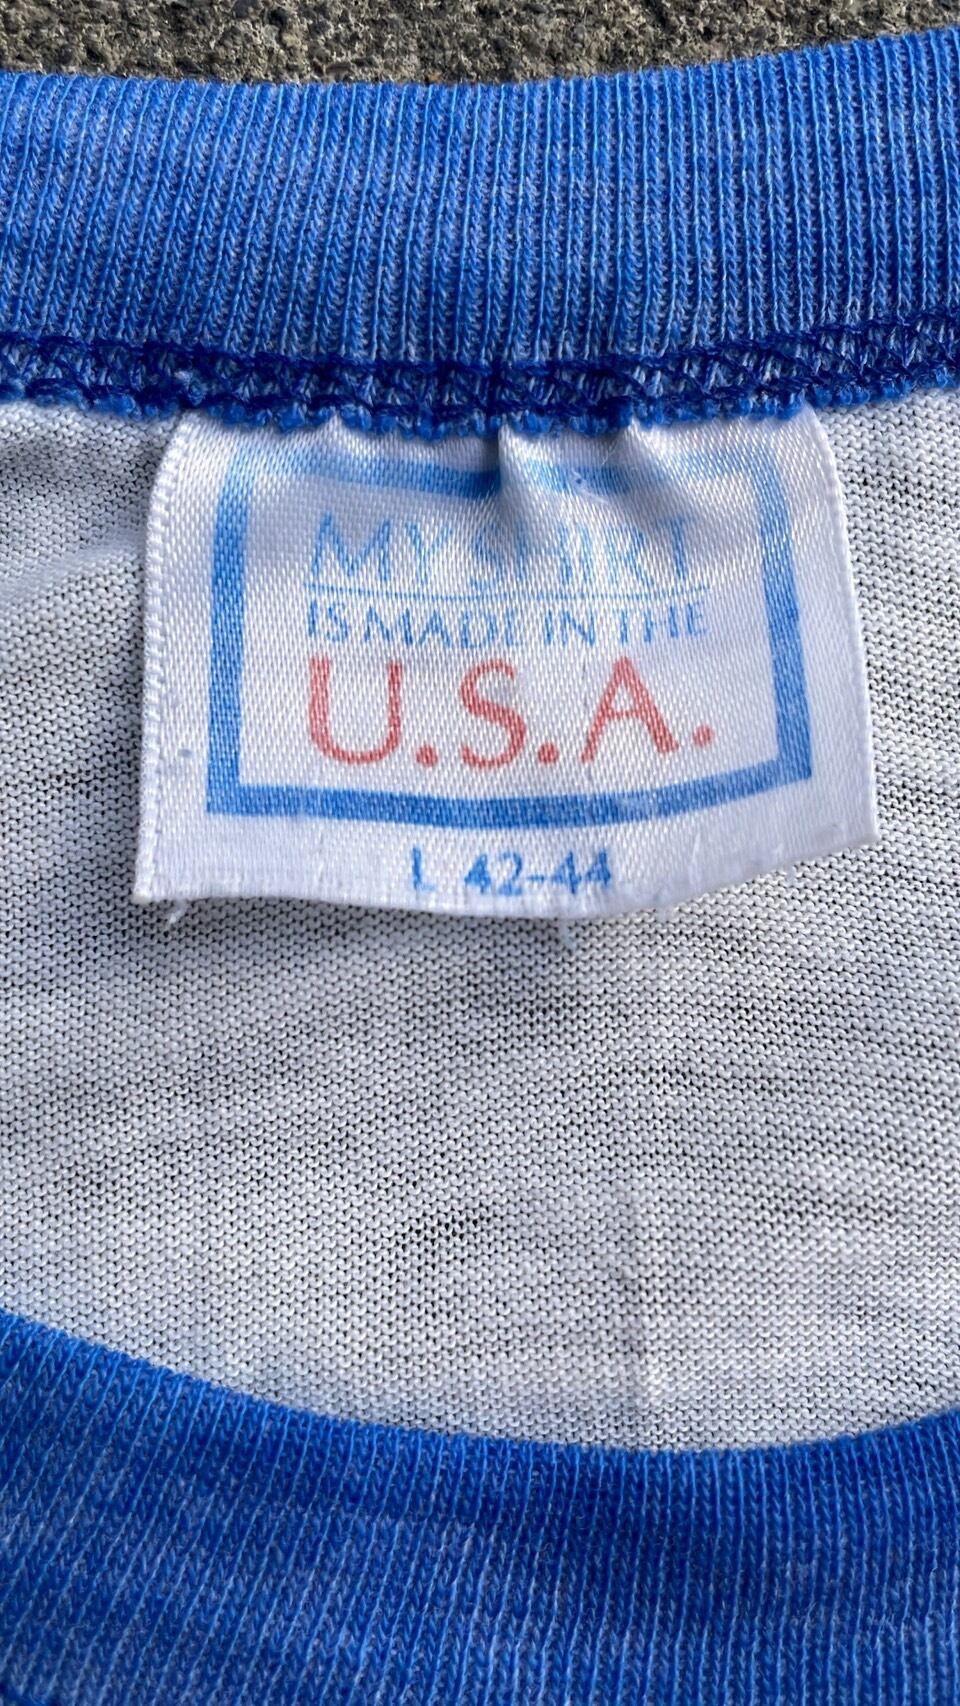 MY SHIRT
IS MADE IN THE
U.S.A.
L 42-44